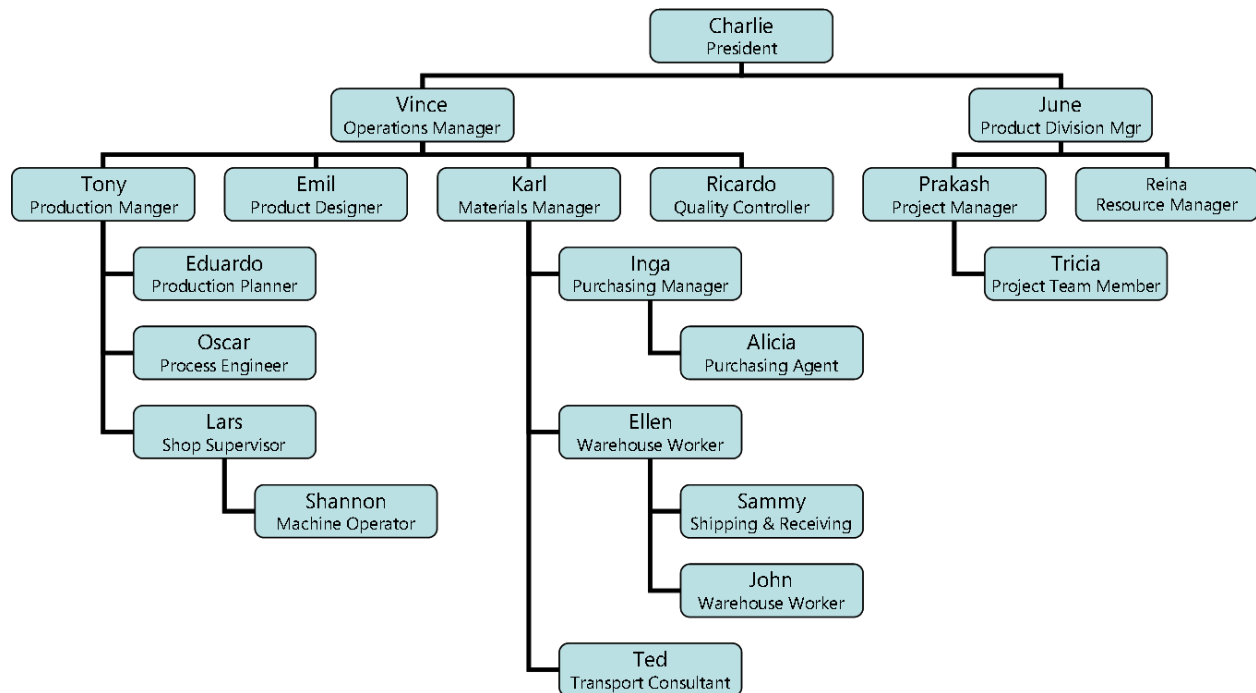 Charlie
President
Vince
Operations Manager
June
Product Division Mgr
Tony
Production Manger
Emil
Product Designer
Karl
Materials Manager
Ricardo
Quality Controller
Prakash
Project Manager
Reina
Resource Manager
Eduardo
Production Planner
Inga
Purchasing Manager
Tricia
Project Team Member
Oscar
Process Engineer
Alicia
Purchasing Agent
Lars
Shop Supervisor
Ellen
Warehouse Worker
Shannon
Machine Operator
Sammy
Shipping & Receiving
John
Warehouse Worker
Ted
Transport Consultant